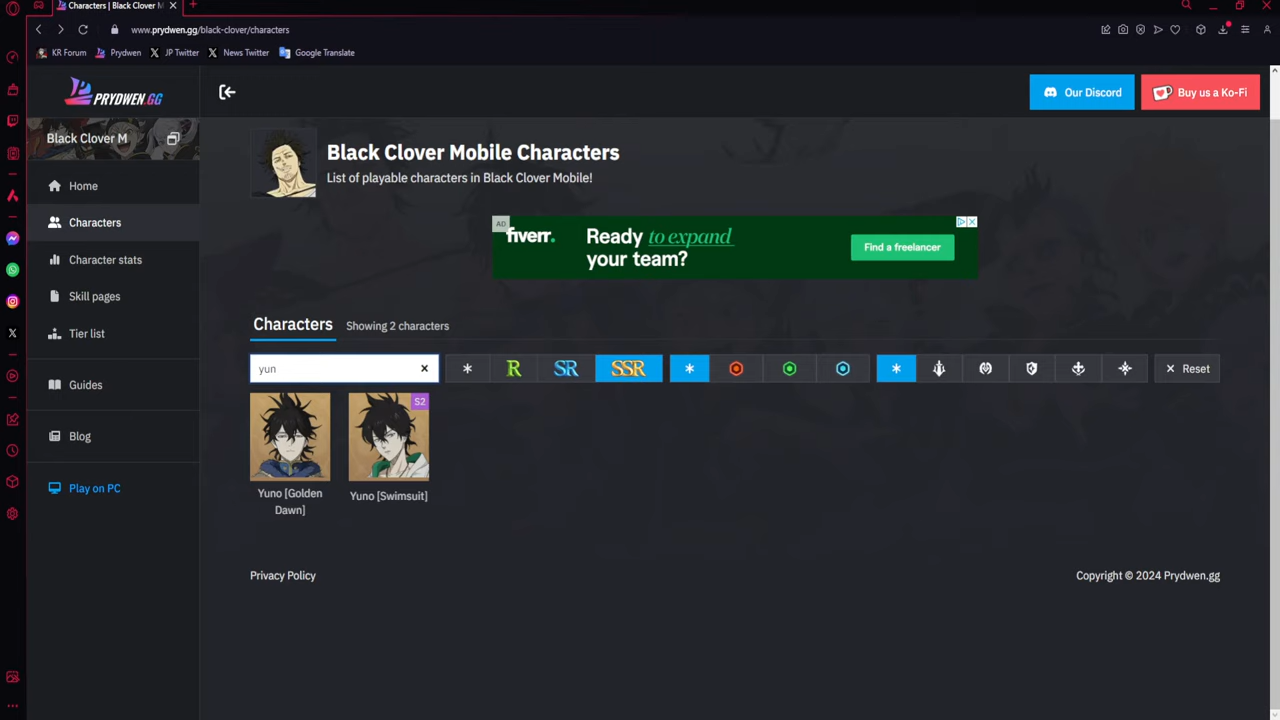 Characters | Black Clover M
www.prydwen.gg/black-clover/characters
KR Forum Prydwen JP Twitter News Twitter Google Translate
PRYDWEN.GG
Our Discord
Buy us a Ko-Fi
Black Clover M
Home
Characters
Character stats
Skill pages
Tier list
Guides
Blog
Play on PC
Black Clover Mobile Characters
List of playable characters in Black Clover Mobile!
AD
fiverr.
Ready to expand
your team?
Find a freelancer
Characters Showing 2 characters
yun
R SR SSR
Reset
S2
Yuno [Golden
Dawn]
Yuno [Swimsuit]
Privacy Policy
Copyright © 2024 Prydwen.gg